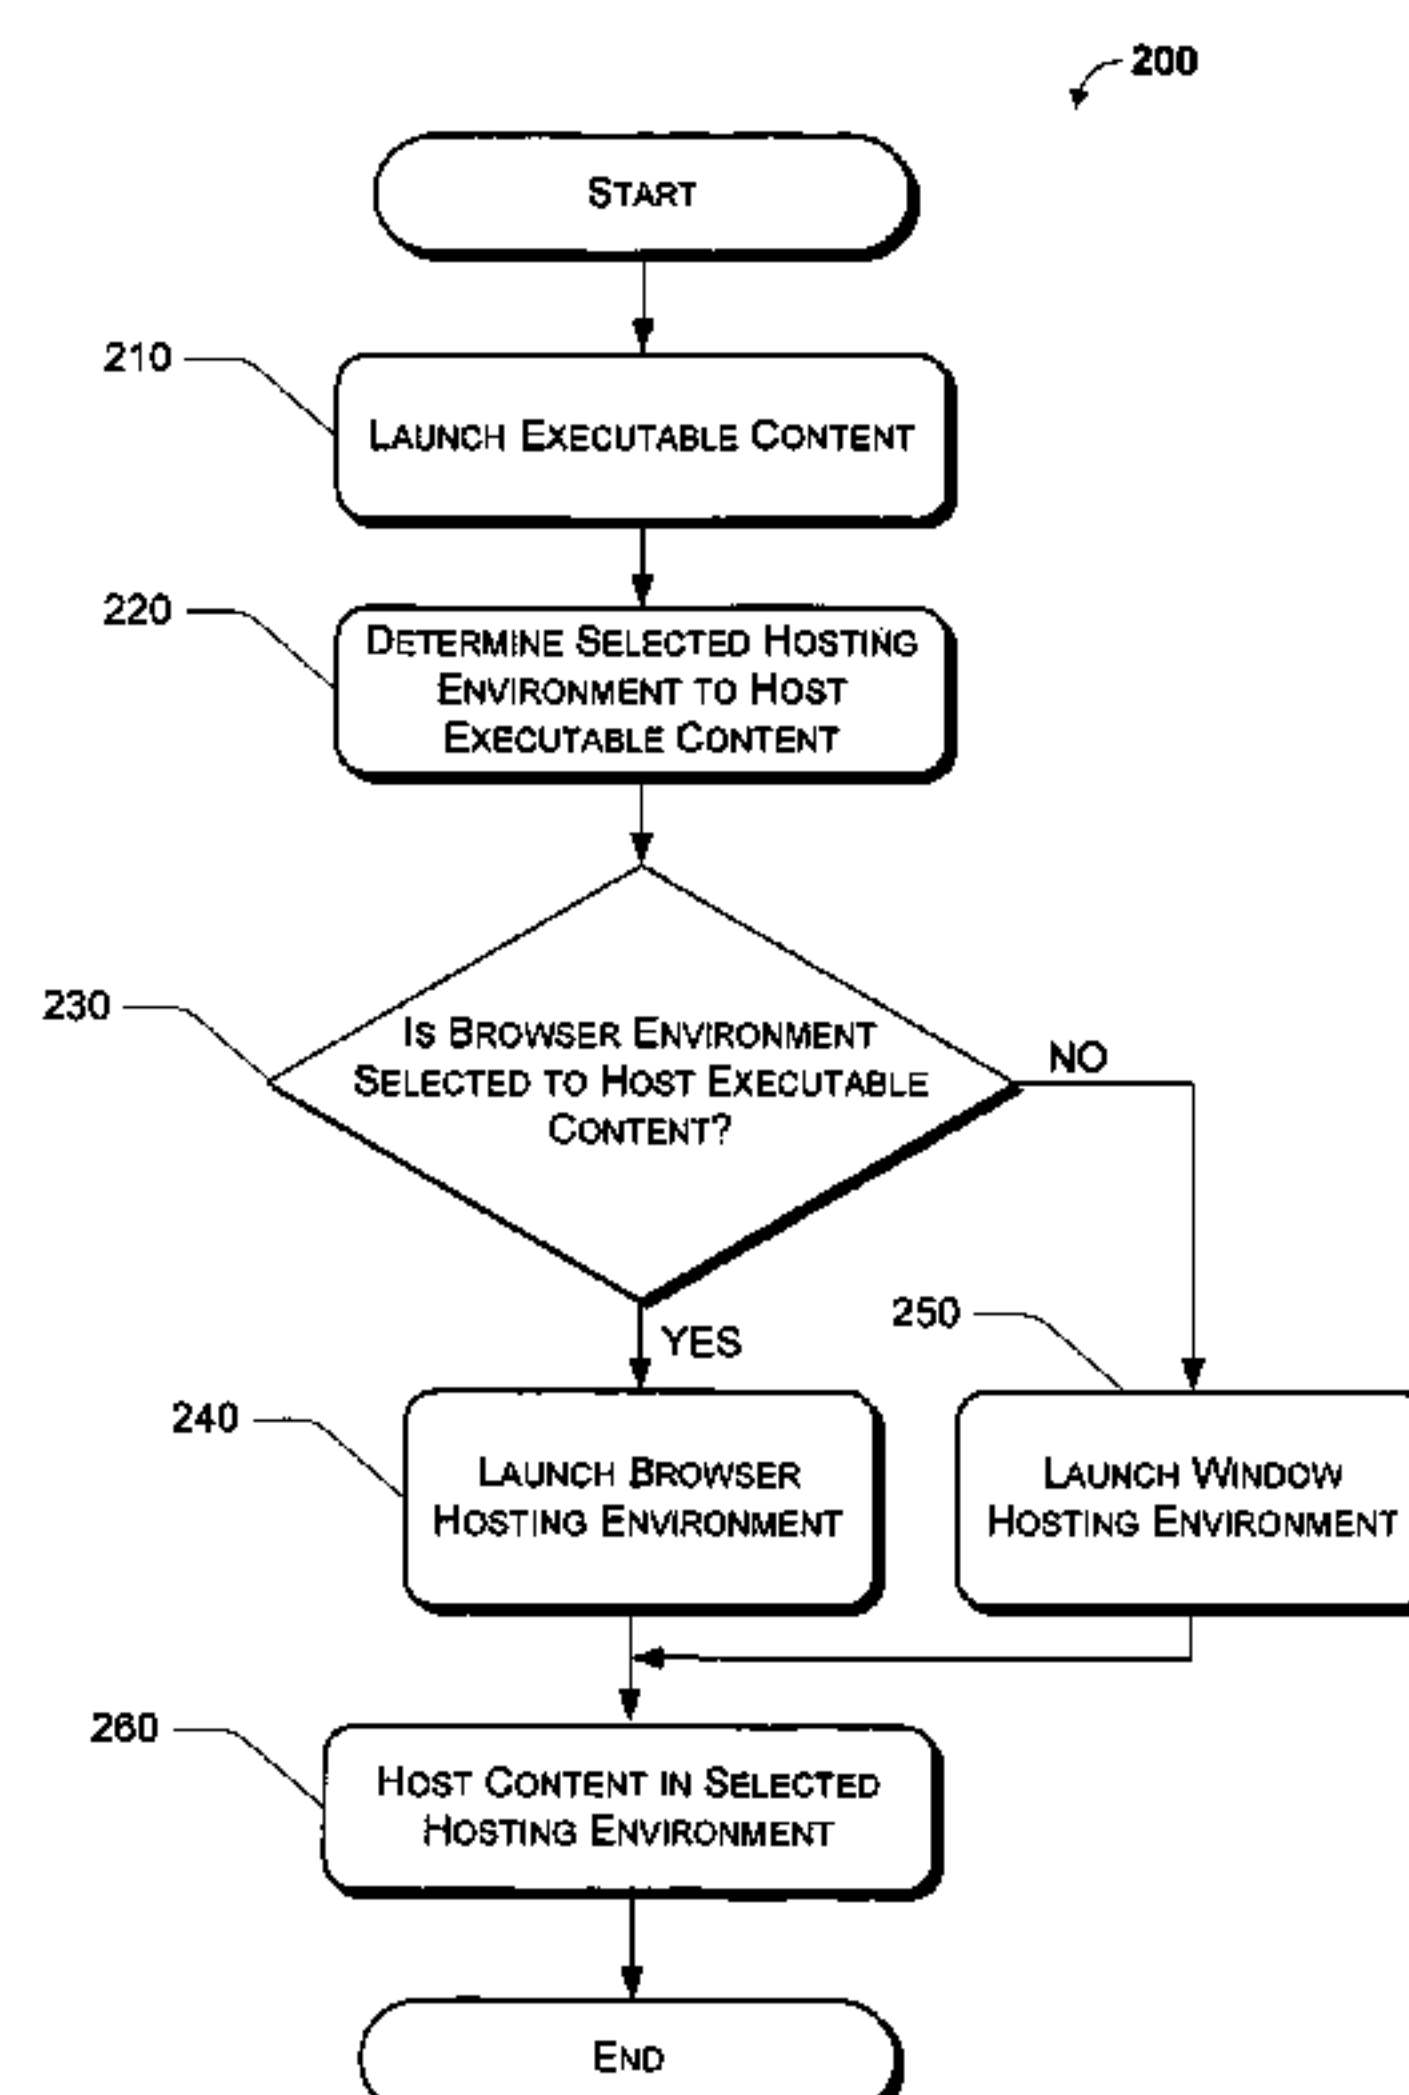 200
START
210
LAUNCH EXECUTABLE CONTENT
220
DETERMINE SELECTED HOSTING
ENVIRONMENT TO HOST
EXECUTABLE CONTENT
230
IS BROWSER ENVIRONMENT
SELECTED TO HOST EXECUTABLE
CONTENT?
NO
YES
250
240
LAUNCH BROWSER
HOSTING ENVIRONMENT
LAUNCH WINDOW
HOSTING ENVIRONMENT
260
HOST CONTENT IN SELECTED
HOSTING ENVIRONMENT
END